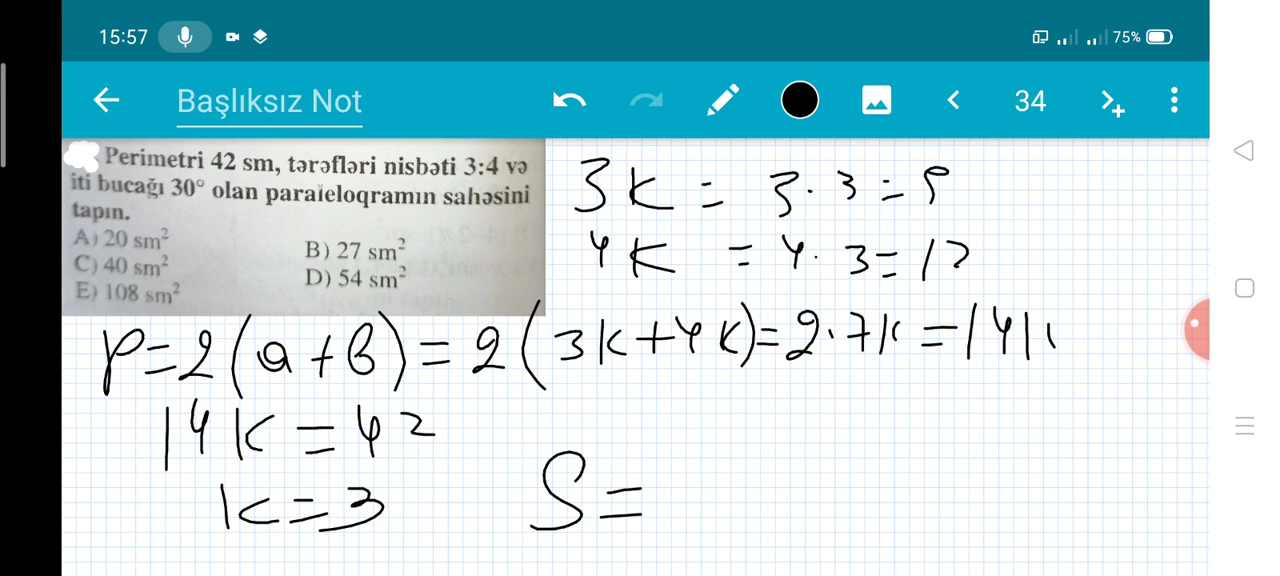 15:57 75%
Başlıksız Not 34
Perimetri 42 sm, tərəfləri nisbəti 3:4 və
iti bucağı 30° olan paraleloqramın sahəsini
tapın.
A) 20 sm²
B) 27 sm²
C) 40 sm²
D) 54 sm²
E) 108 sm²
3k = 3·3=9
4k = 4·3=12
P=2(a+b)=2(3k+4k)=2·7k=14k
14k=42
k=3
S=